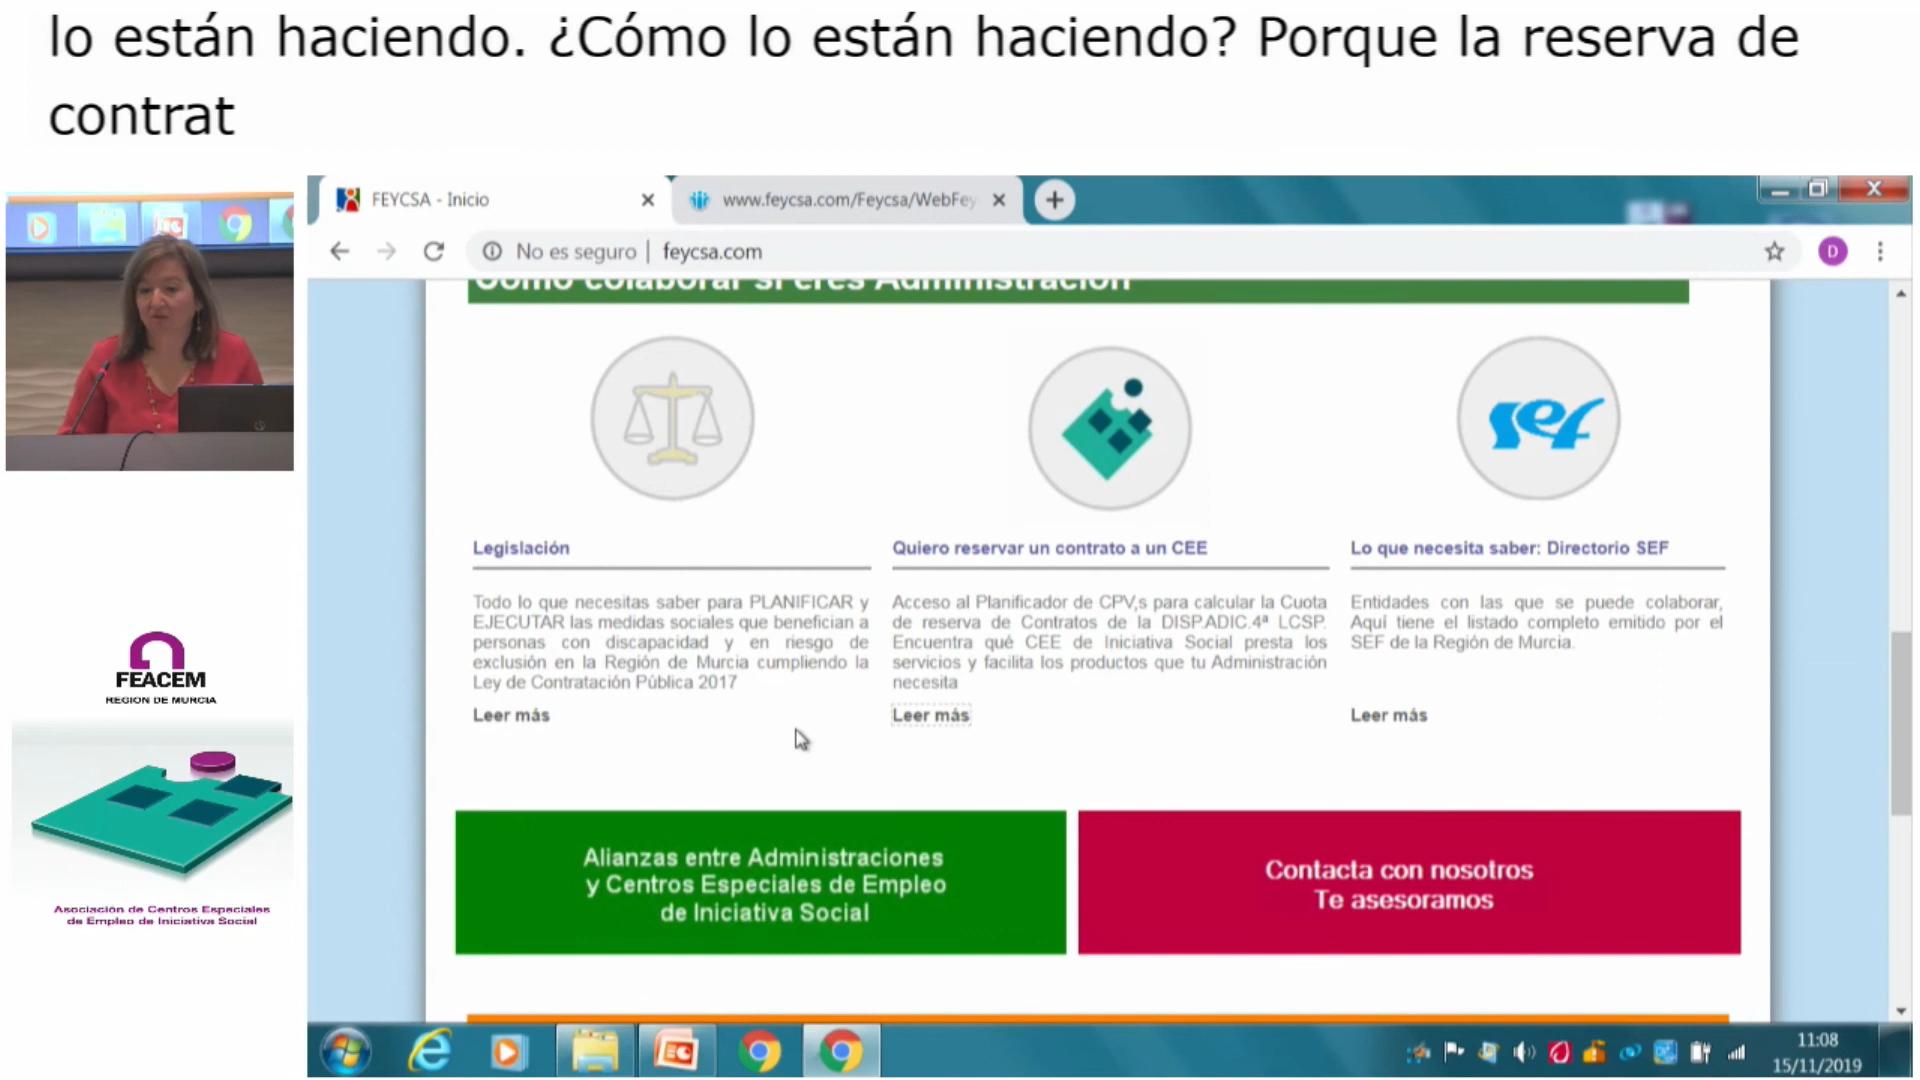 lo están haciendo. ¿Cómo lo están haciendo? Porque la reserva de
contrat
FEYCSA - Inicio
www.feycsa.com/Feycsa/WebFey
No es seguro | feycsa.com
D
Cómo colaborar si eres Administración
sef
Legislación
Todo lo que necesitas saber para PLANIFICAR y
EJECUTAR las medidas sociales que benefician a
personas con discapacidad y en riesgo de
exclusión en la Región de Murcia cumpliendo la
Ley de Contratación Pública 2017
Leer más
Quiero reservar un contrato a un CEE
Acceso al Planificador de CPV,s para calcular la Cuota
de reserva de Contratos de la DISP.ADIC.4ª LCSP.
Encuentra qué CEE de Iniciativa Social presta los
servicios y facilita los productos que tu Administración
necesita
Leer más
Lo que necesita saber: Directorio SEF
Entidades con las que se puede colaborar,
Aquí tiene el listado completo emitido por el
SEF de la Región de Murcia.
Leer más
Alianzas entre Administraciones
y Centros Especiales de Empleo
de Iniciativa Social
Contacta con nosotros
Te asesoramos
FEACEM
REGION DE MURCIA
Asociación de Centros Especiales
de Empleo de Iniciativa Social
11:08
15/11/2019